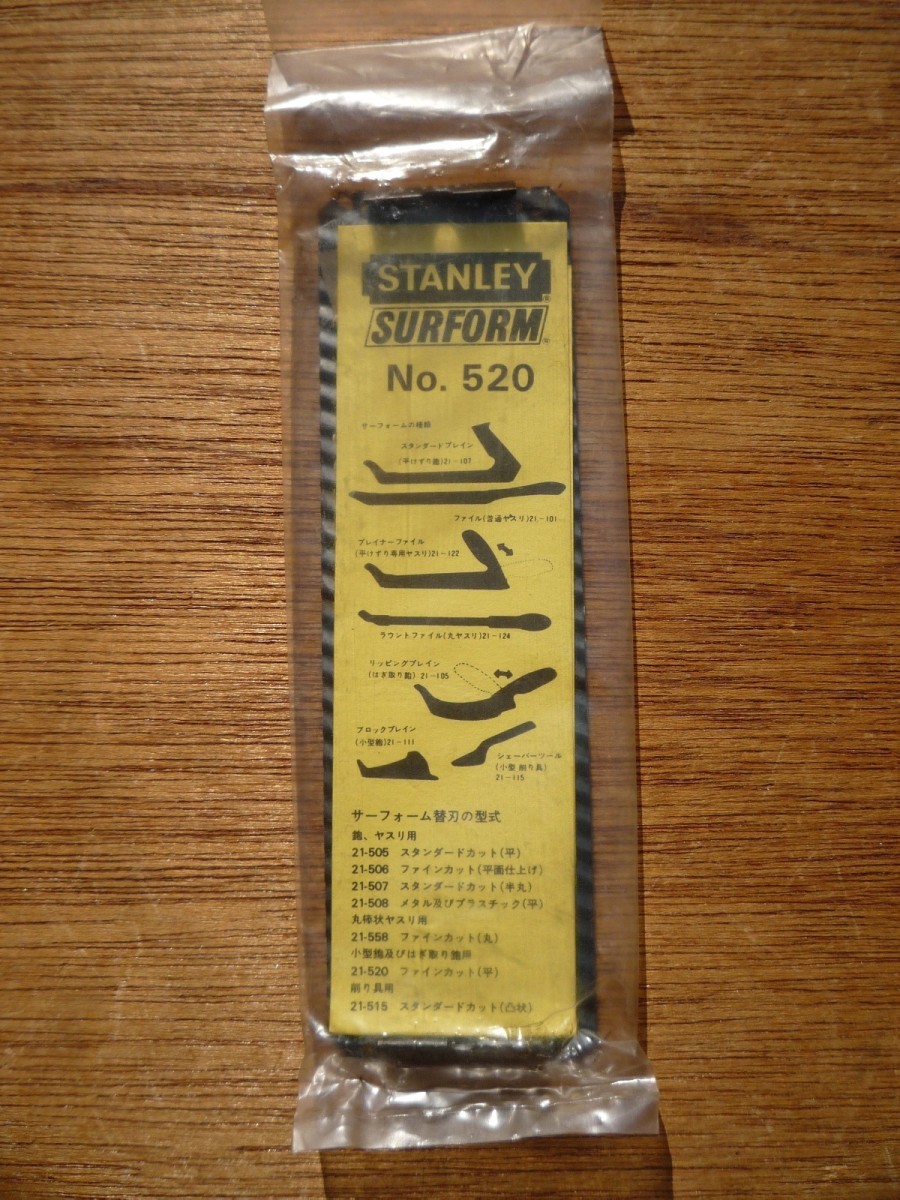 STANLEY®
SURFORM®
No. 520
サーフォームの種類
スタンダードプレイン
(平けずり鉋)21-107
ファイル(普通ヤスリ)21-101
プレイナーファイル
(平けずり専用ヤスリ)21-122
ラウントファイル(丸ヤスリ)21-124
リッピングプレイン
(はぎ取り鉋) 21-105
ブロックプレイン
(小型鉋)21-111
シェーバーツール
(小型 削り具)
21-115
サーフォーム替刃の型式
鉋、ヤスリ用
21-505 スタンダードカット(平)
21-506 ファインカット(平面仕上げ)
21-507 スタンダードカット(半丸)
21-508 メタル及びプラスチック(平)
丸棒状ヤスリ用
21-558 ファインカット(丸)
小型鉋及びはぎ取り鉋用
21-520 ファインカット(平)
削り具用
21-515 スタンダードカット(凸状)